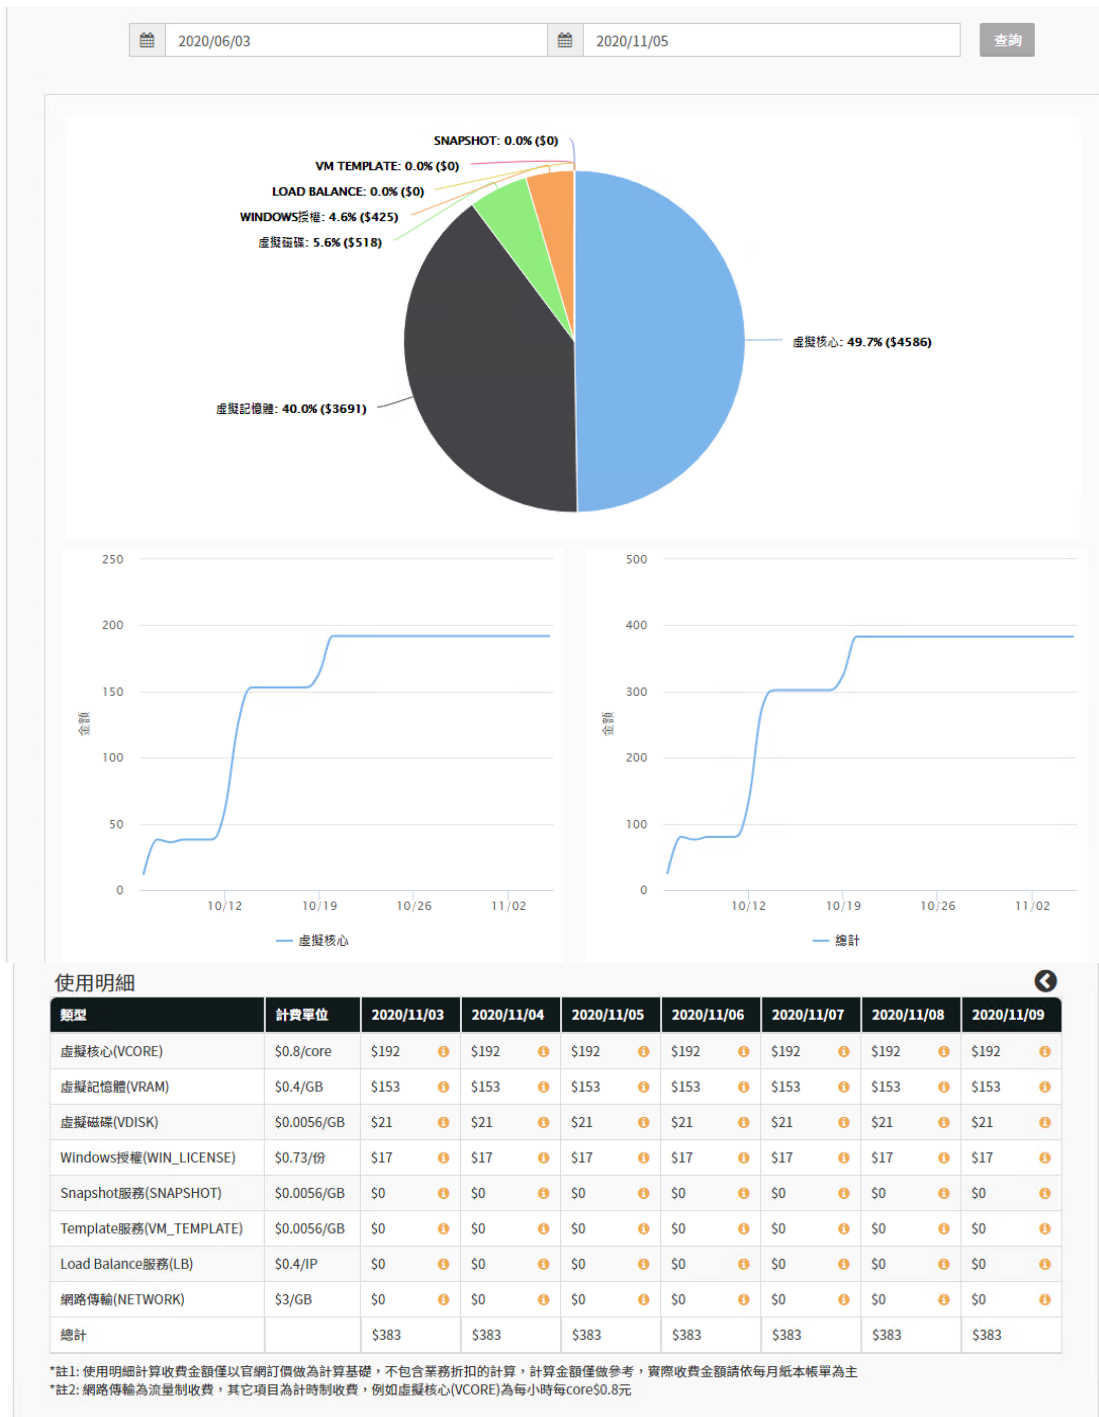 2020/06/03 2020/11/05 查詢
SNAPSHOT: 0.0% ($0)
VM TEMPLATE: 0.0% ($0)
LOAD BALANCE: 0.0% ($0)
WINDOWS授權: 4.6% ($425)
虛擬磁碟: 5.6% ($518)
虛擬核心: 49.7% ($4586)
虛擬記憶體: 40.0% ($3691)
250
200
150
100
50
0
金額
10/12 10/19 10/26 11/02
虛擬核心
500
400
300
200
100
0
金額
10/12 10/19 10/26 11/02
總計
使用明細
類型 計費單位 2020/11/03 2020/11/04 2020/11/05 2020/11/06 2020/11/07 2020/11/08 2020/11/09
虛擬核心(VCORE) $0.8/core $192 $192 $192 $192 $192 $192 $192
虛擬記憶體(VRAM) $0.4/GB $153 $153 $153 $153 $153 $153 $153
虛擬磁碟(VDISK) $0.0056/GB $21 $21 $21 $21 $21 $21 $21
Windows授權(WIN_LICENSE) $0.73/份 $17 $17 $17 $17 $17 $17 $17
Snapshot服務(SNAPSHOT) $0.0056/GB $0 $0 $0 $0 $0 $0 $0
Template服務(VM_TEMPLATE) $0.0056/GB $0 $0 $0 $0 $0 $0 $0
Load Balance服務(LB) $0.4/IP $0 $0 $0 $0 $0 $0 $0
網路傳輸(NETWORK) $3/GB $0 $0 $0 $0 $0 $0 $0
總計 $383 $383 $383 $383 $383 $383 $383
*註1: 使用明細計算收費金額僅以官網訂價做為計算基礎，不包含業務折扣的計算，計算金額僅做參考，實際收費金額請依每月紙本帳單為主
*註2: 網路傳輸為流量制收費，其它項目為計時制收費，例如虛擬核心(VCORE)為每小時每core$0.8元